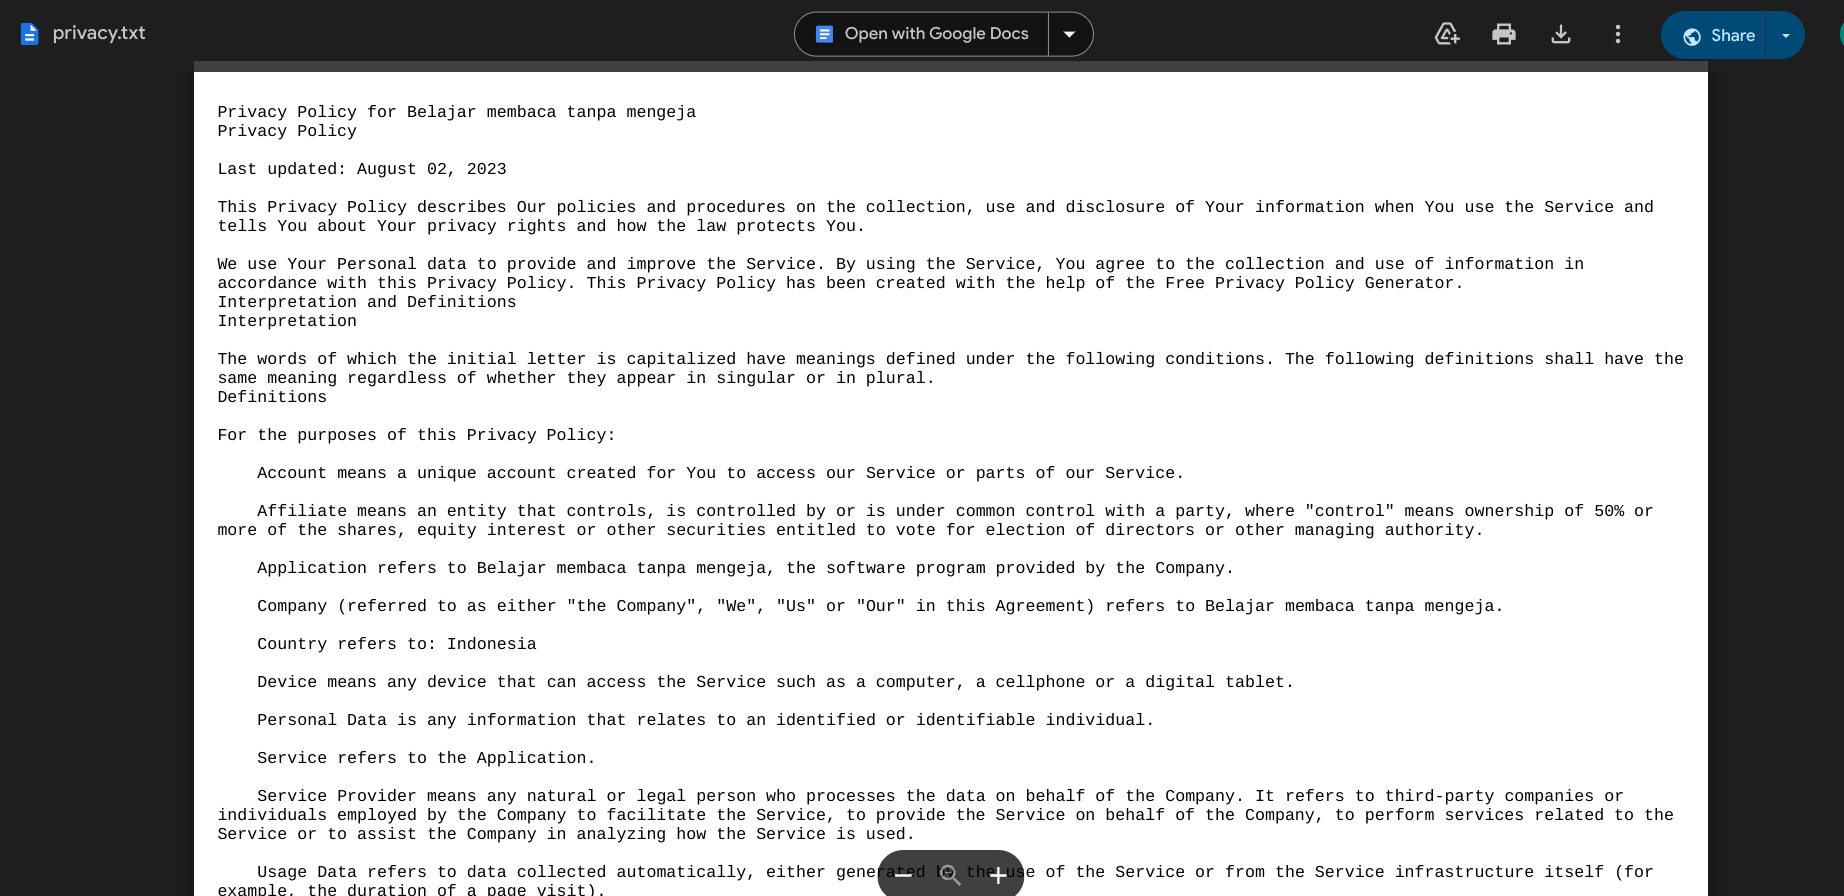 privacy.txt
Open with Google Docs
Share
Privacy Policy for Belajar membaca tanpa mengeja
Privacy Policy
Last updated: August 02, 2023
This Privacy Policy describes Our policies and procedures on the collection, use and disclosure of Your information when You use the Service and
tells You about Your privacy rights and how the law protects You.
We use Your Personal data to provide and improve the Service. By using the Service, You agree to the collection and use of information in
accordance with this Privacy Policy. This Privacy Policy has been created with the help of the Free Privacy Policy Generator.
Interpretation and Definitions
Interpretation
The words of which the initial letter is capitalized have meanings defined under the following conditions. The following definitions shall have the
same meaning regardless of whether they appear in singular or in plural.
Definitions
For the purposes of this Privacy Policy:
Account means a unique account created for You to access our Service or parts of our Service.
Affiliate means an entity that controls, is controlled by or is under common control with a party, where "control" means ownership of 50% or
more of the shares, equity interest or other securities entitled to vote for election of directors or other managing authority.
Application refers to Belajar membaca tanpa mengeja, the software program provided by the Company.
Company (referred to as either "the Company", "We", "Us" or "Our" in this Agreement) refers to Belajar membaca tanpa mengeja.
Country refers to: Indonesia
Device means any device that can access the Service such as a computer, a cellphone or a digital tablet.
Personal Data is any information that relates to an identified or identifiable individual.
Service refers to the Application.
Service Provider means any natural or legal person who processes the data on behalf of the Company. It refers to third-party companies or
individuals employed by the Company to facilitate the Service, to provide the Service on behalf of the Company, to perform services related to the
Service or to assist the Company in analyzing how the Service is used.
Usage Data refers to data collected automatically, either generated by the use of the Service or from the Service infrastructure itself (for
example, the duration of a page visit).